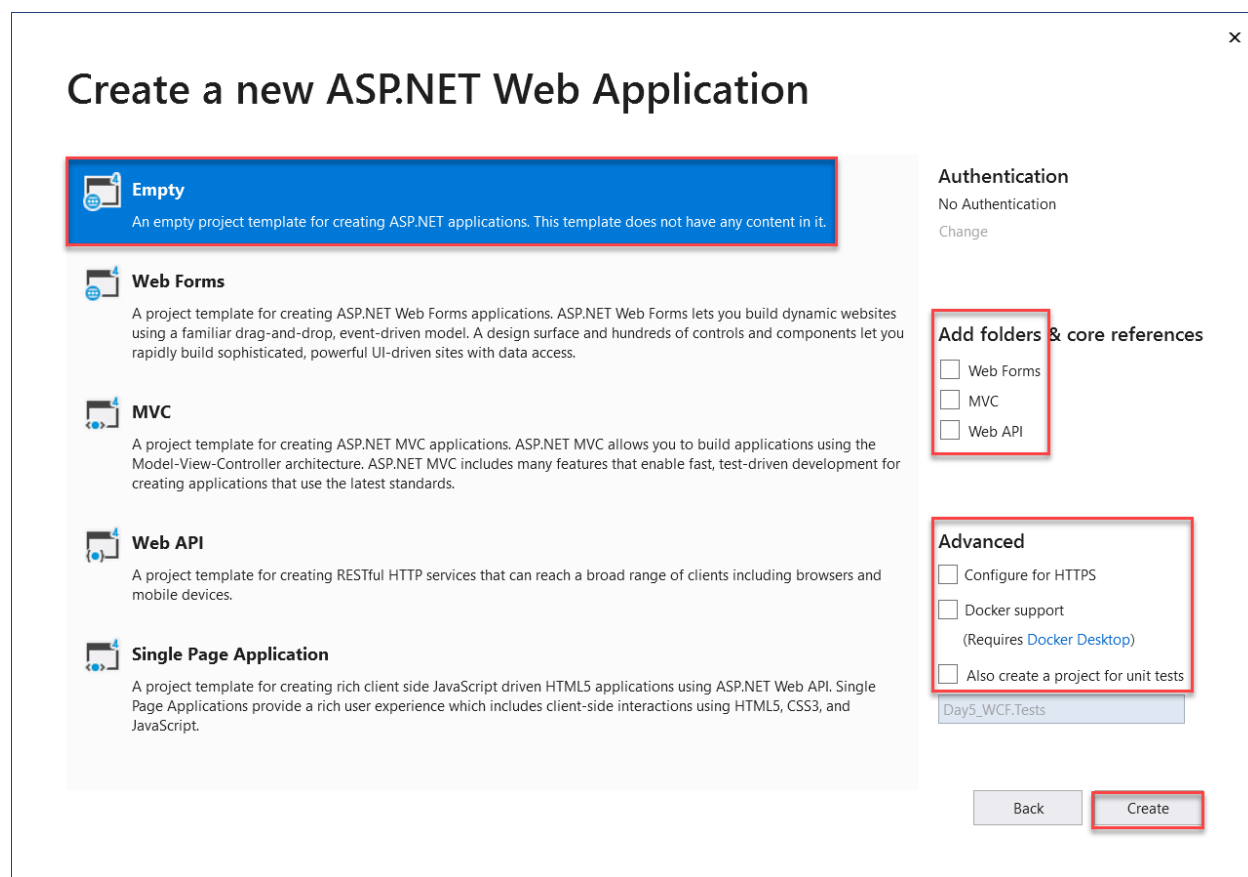 ×
Create a new ASP.NET Web Application
Empty
An empty project template for creating ASP.NET applications. This template does not have any content in it.
Web Forms
A project template for creating ASP.NET Web Forms applications. ASP.NET Web Forms lets you build dynamic websites
using a familiar drag-and-drop, event-driven model. A design surface and hundreds of controls and components let you
rapidly build sophisticated, powerful UI-driven sites with data access.
MVC
A project template for creating ASP.NET MVC applications. ASP.NET MVC allows you to build applications using the
Model-View-Controller architecture. ASP.NET MVC includes many features that enable fast, test-driven development for
creating applications that use the latest standards.
Web API
A project template for creating RESTful HTTP services that can reach a broad range of clients including browsers and
mobile devices.
Single Page Application
A project template for creating rich client side JavaScript driven HTML5 applications using ASP.NET Web API. Single
Page Applications provide a rich user experience which includes client-side interactions using HTML5, CSS3, and
JavaScript.
Authentication
No Authentication
Change
Add folders & core references
Web Forms
MVC
Web API
Advanced
Configure for HTTPS
Docker support
(Requires Docker Desktop)
Also create a project for unit tests
Day5_WCF.Tests
Back
Create